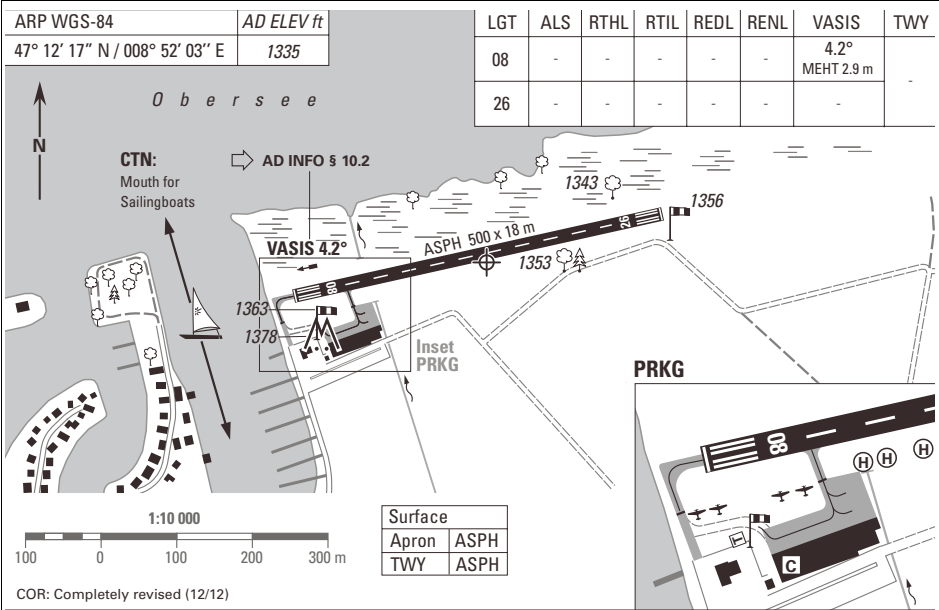 ARP WGS-84 AD ELEV ft
47° 12’ 17” N / 008° 52’ 03’’ E 1335
LGT ALS RTHL RTIL REDL RENL VASIS TWY
08 - - - - - 4.2° MEHT 2.9 m -
26 - - - - - -
Obersee
N
CTN:
Mouth for
Sailingboats
AD INFO § 10.2
1343
1356
VASIS 4.2°
ASPH 500 x 18 m
26
08
1353
1363
1378
Inset
PRKG
PRKG
08
H H H
T
C
1:10 000
100 0 100 200 300 m
Surface
Apron ASPH
TWY ASPH
COR: Completely revised (12/12)